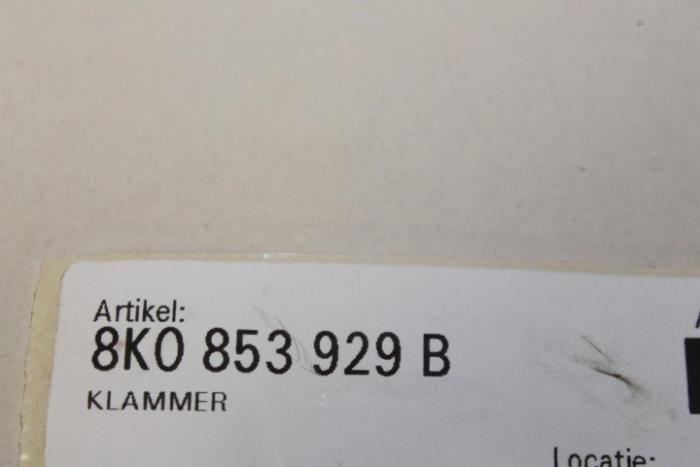 Artikel:
8K0 853 929 B
KLAMMER
Locatie: